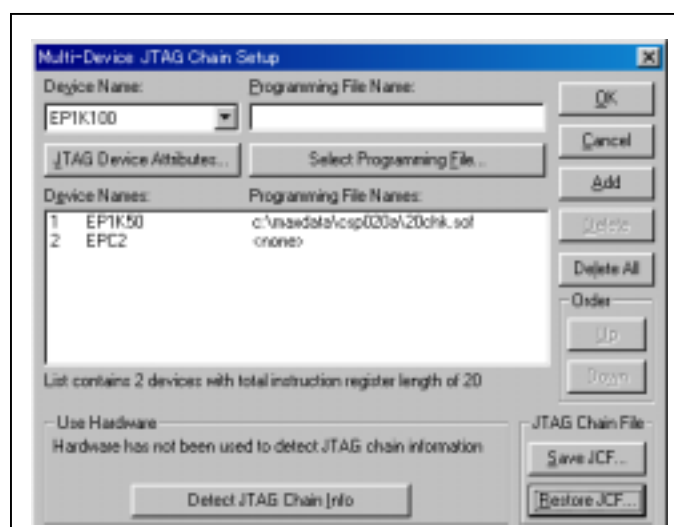 Multi-Device JTAG Chain Setup
Device Name:
Programming File Name:
OK
EP1K100
Cancel
JTAG Device Attributes...
Select Programming File...
Add
Device Names:
Programming File Names:
Delete
1 EP1K50 c:\maxdata\csp020a\20chk.sof
2 EPC2 <none>
Delete All
Order
Up
Down
List contains 2 devices with total instruction register length of 20
Use Hardware
Hardware has not been used to detect JTAG chain information
Detect JTAG Chain Info
JTAG Chain File
Save JCF...
Restore JCF...